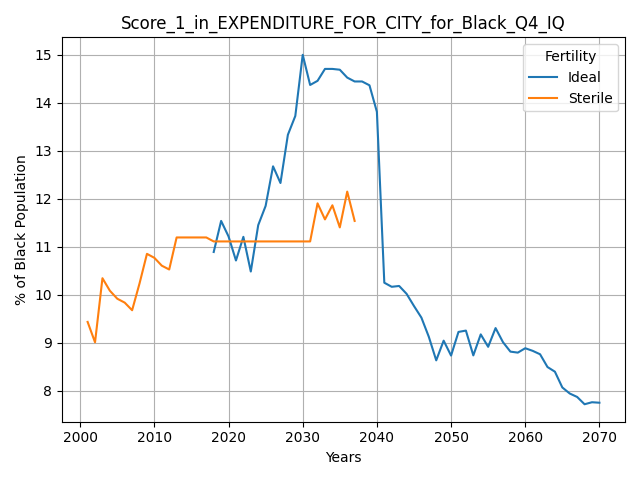 Score_1_in_EXPENDITURE_FOR_CITY_for_Black_Q4_IQ
Fertility
Ideal
Sterile
% of Black Population
15
14
13
12
11
10
9
8
2000 2010 2020 2030 2040 2050 2060 2070
Years